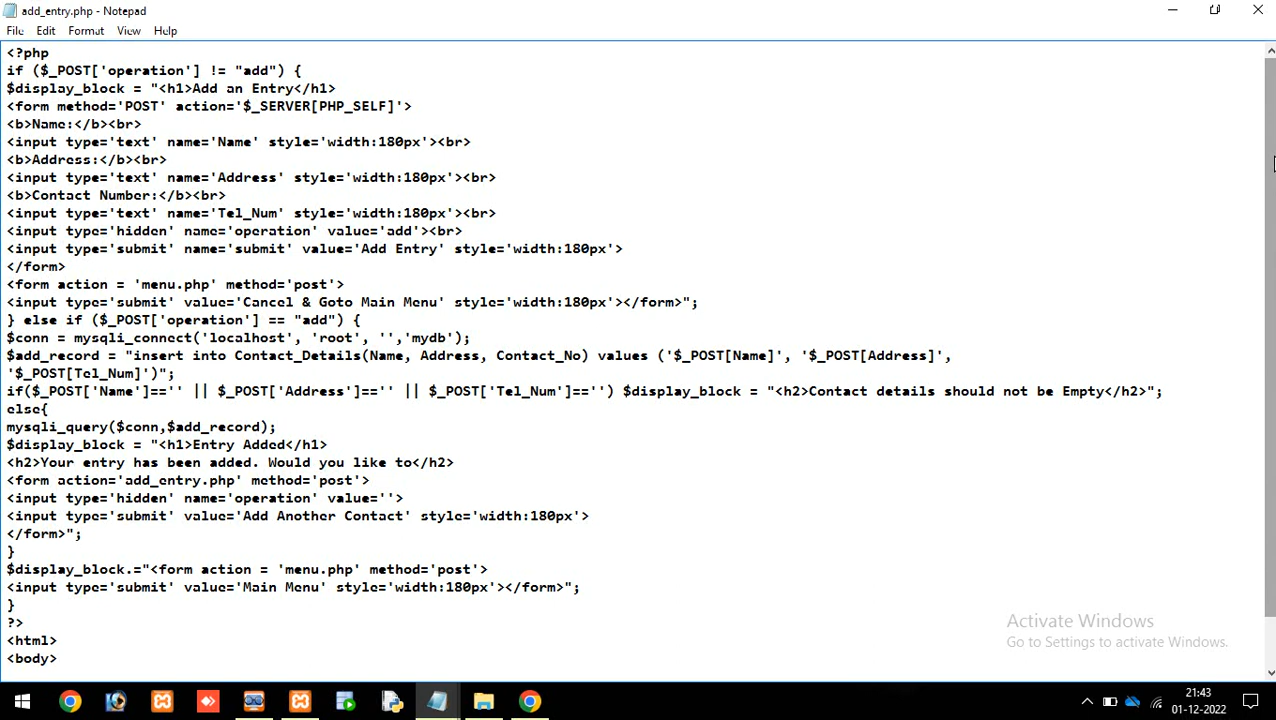 add_entry.php - Notepad
File Edit Format View Help
<?php
if ($_POST['operation'] != "add") {
$display_block = "<h1>Add an Entry</h1>
<form method='POST' action='$_SERVER[PHP_SELF]'>
<b>Name:</b><br>
<input type='text' name='Name' style='width:180px'><br>
<b>Address:</b><br>
<input type='text' name='Address' style='width:180px'><br>
<b>Contact Number:</b><br>
<input type='text' name='Tel_Num' style='width:180px'><br>
<input type='hidden' name='operation' value='add'><br>
<input type='submit' name='submit' value='Add Entry' style='width:180px'>
</form>
<form action = 'menu.php' method='post'>
<input type='submit' value='Cancel & Goto Main Menu' style='width:180px'></form>";
} else if ($_POST['operation'] == "add") {
$conn = mysqli_connect('localhost', 'root', '','mydb');
$add_record = "insert into Contact_Details(Name, Address, Contact_No) values ('$_POST[Name]', '$_POST[Address]',
'$_POST[Tel_Num]')";
if($_POST['Name']=='' || $_POST['Address']=='' || $_POST['Tel_Num']=='') $display_block = "<h2>Contact details should not be Empty</h2>";
else{
mysqli_query($conn,$add_record);
$display_block = "<h1>Entry Added</h1>
<h2>Your entry has been added. Would you like to</h2>
<form action='add_entry.php' method='post'>
<input type='hidden' name='operation' value=''>
<input type='submit' value='Add Another Contact' style='width:180px'>
</form>";
}
$display_block.="<form action = 'menu.php' method='post'>
<input type='submit' value='Main Menu' style='width:180px'></form>";
}
?>
<html>
<body>
Activate Windows
Go to Settings to activate Windows.
21:43
01-12-2022